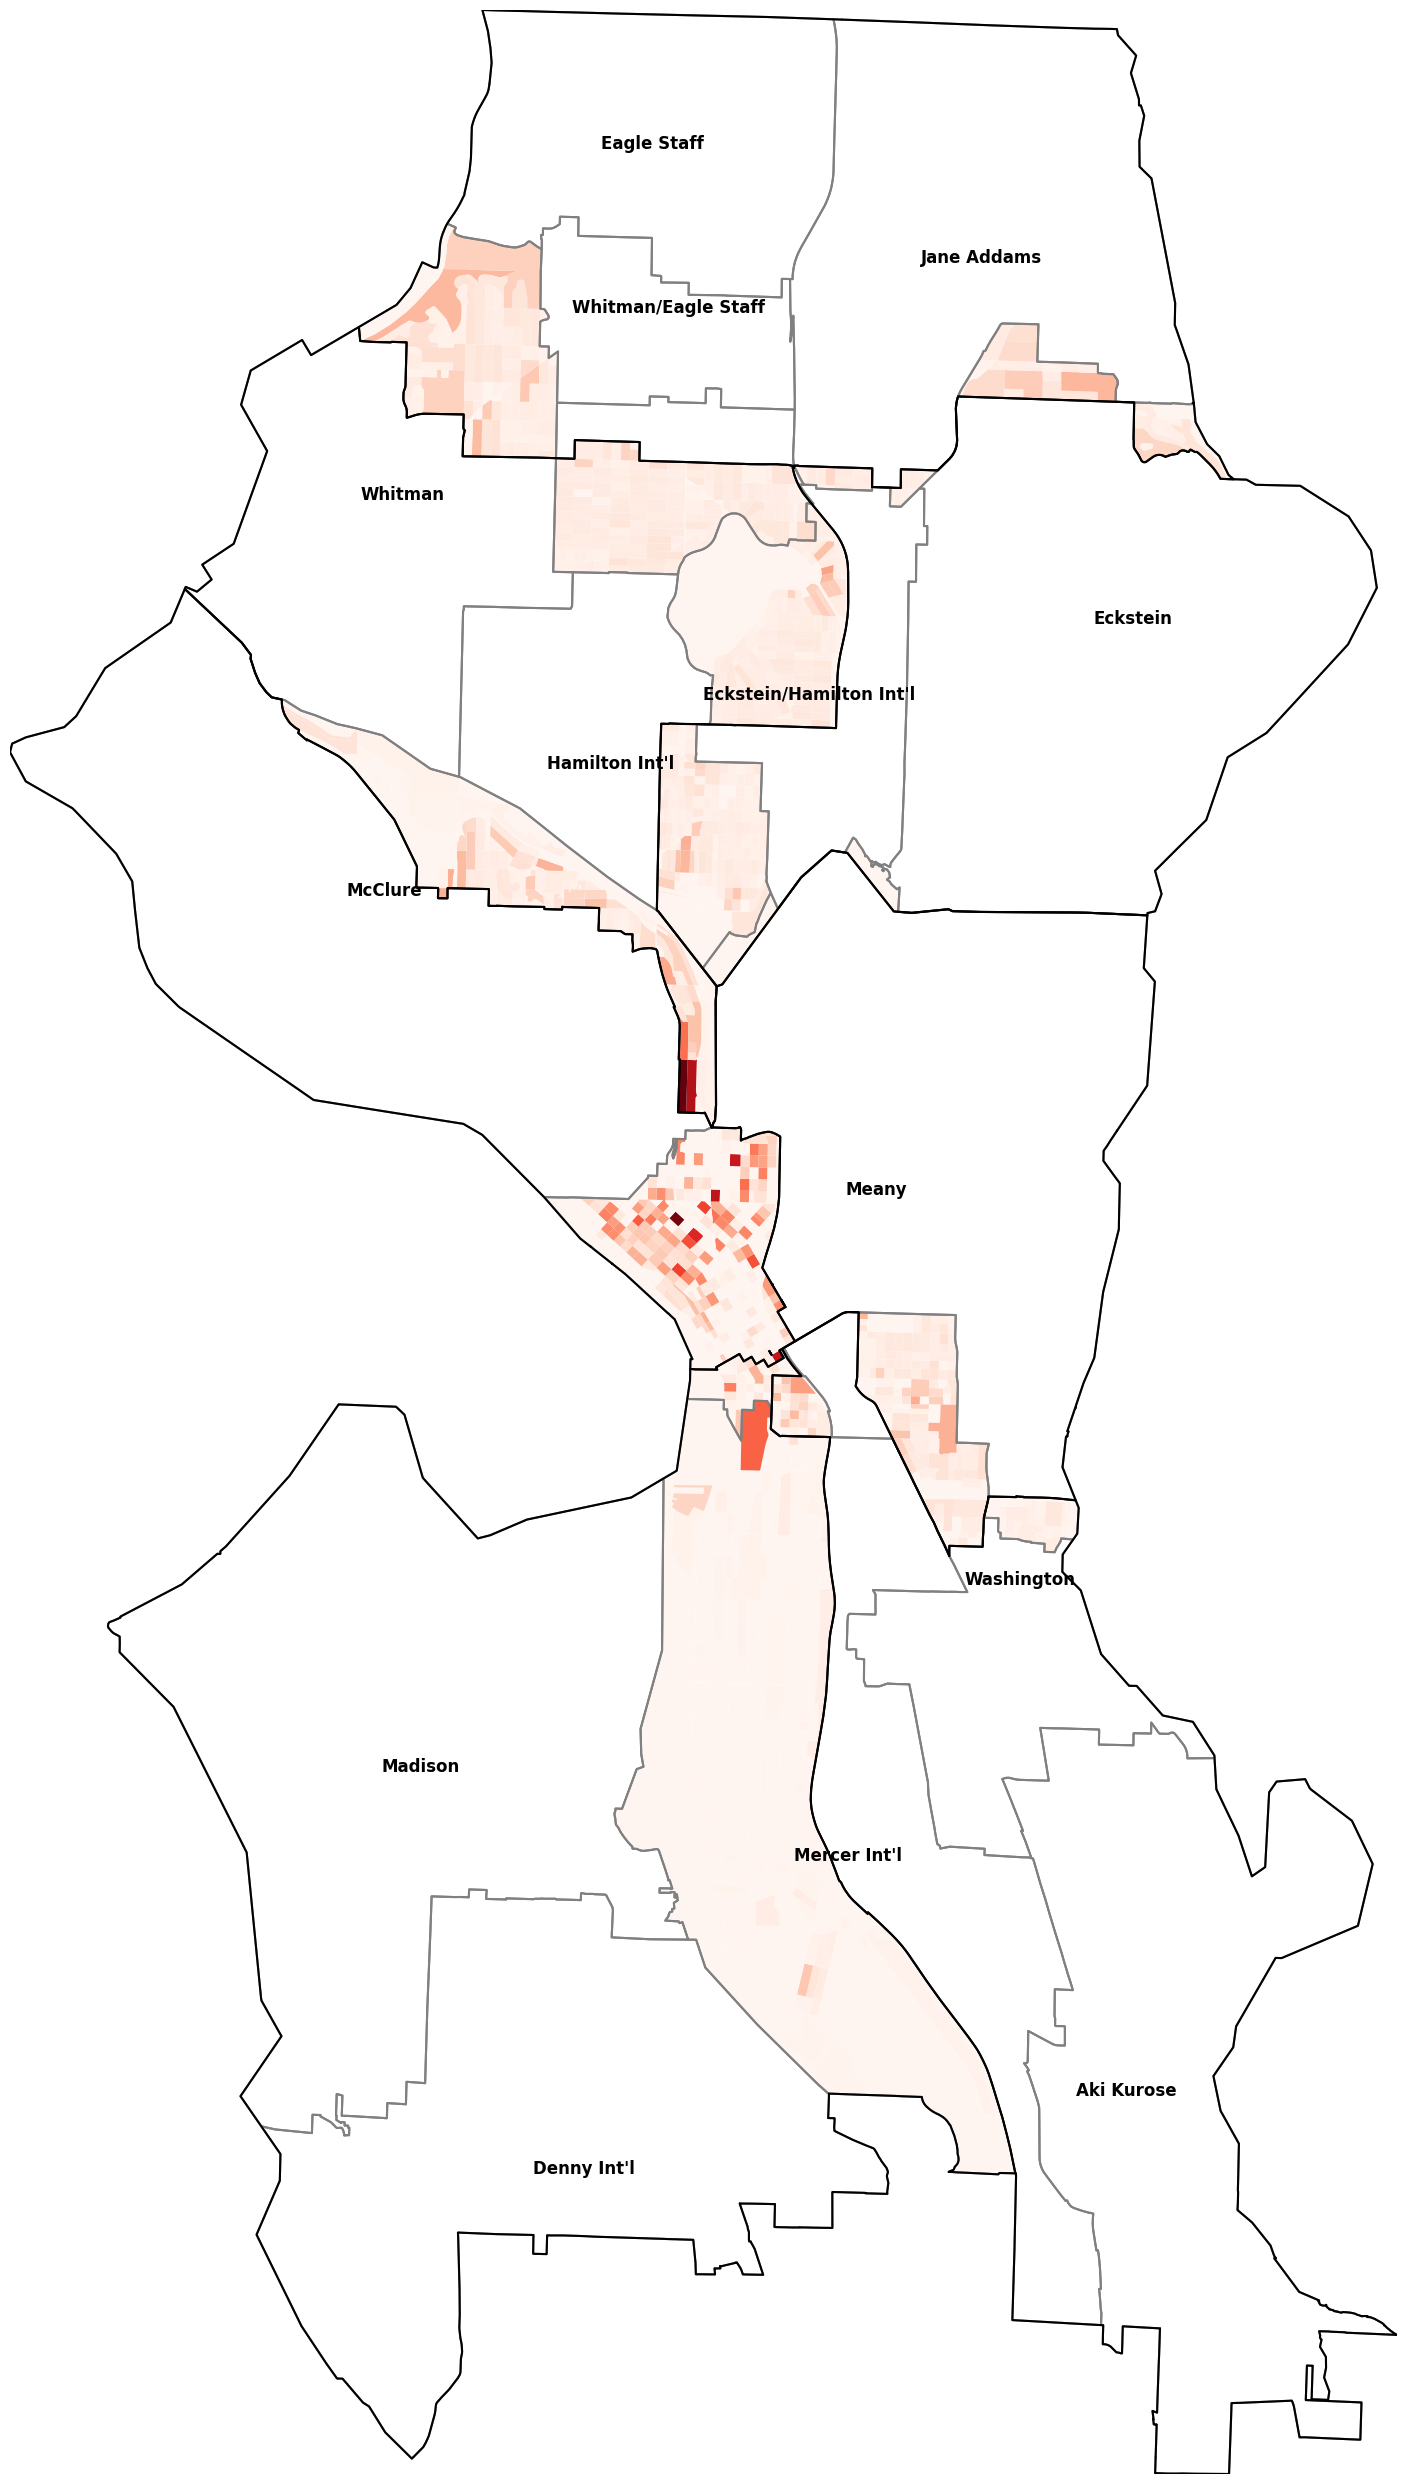 Eagle Staff
Jane Addams
Whitman/Eagle Staff
Whitman
Eckstein
Eckstein/Hamilton Int'l
Hamilton Int'l
McClure
Meany
Washington
Madison
Mercer Int'l
Aki Kurose
Denny Int'l